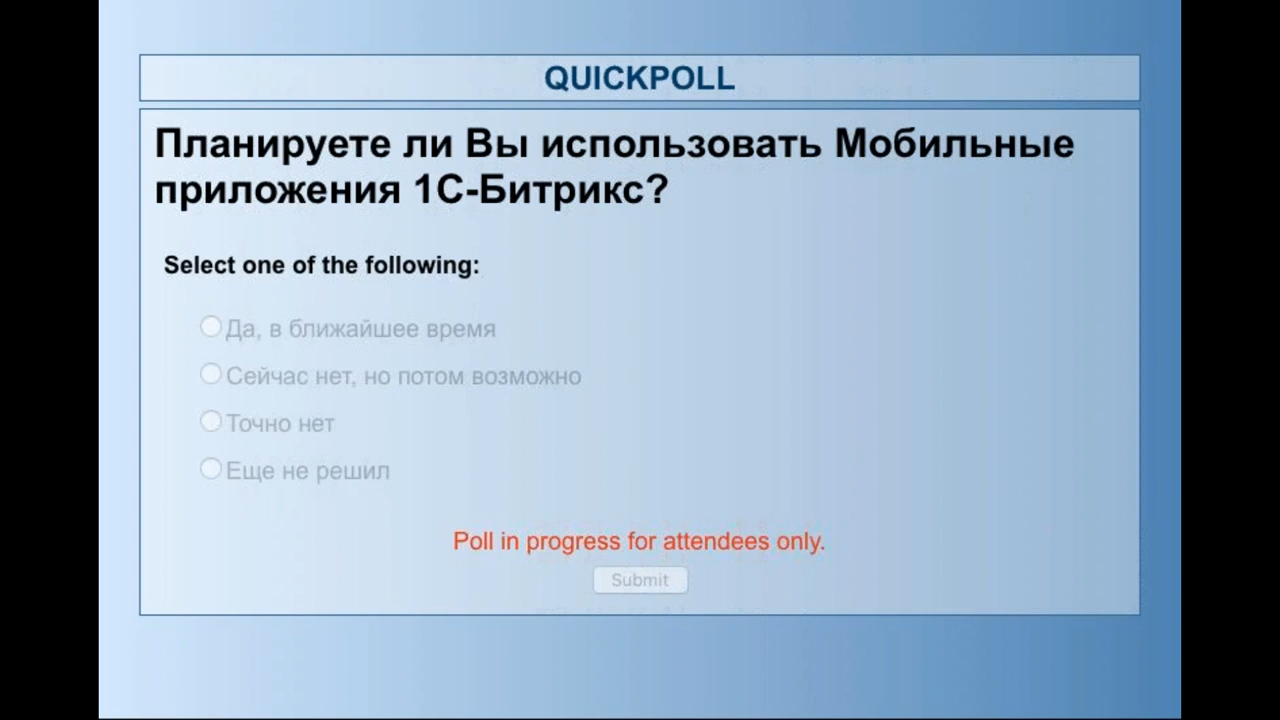 QUICKPOLL
Планируете ли Вы использовать Мобильные
приложения 1С-Битрикс?
Select one of the following:
Да, в ближайшее время
Сейчас нет, но потом возможно
Точно нет
Еще не решил
Poll in progress for attendees only.
Submit